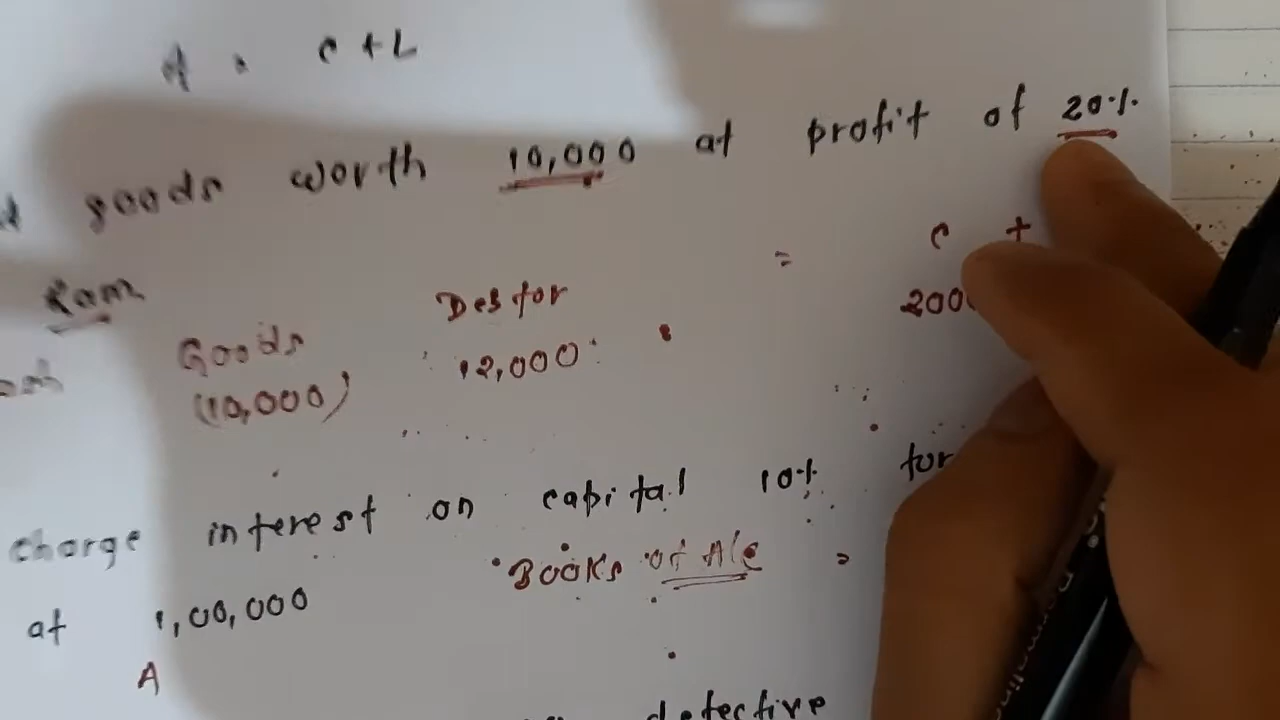 A = C + L
goods worth 10,000 at profit of 20%
Ram = C +
Goods Debtor 200
(10,000) 12,000
charge interest on capital 10% for
at 1,00,000 Books of A/c =
A
defective